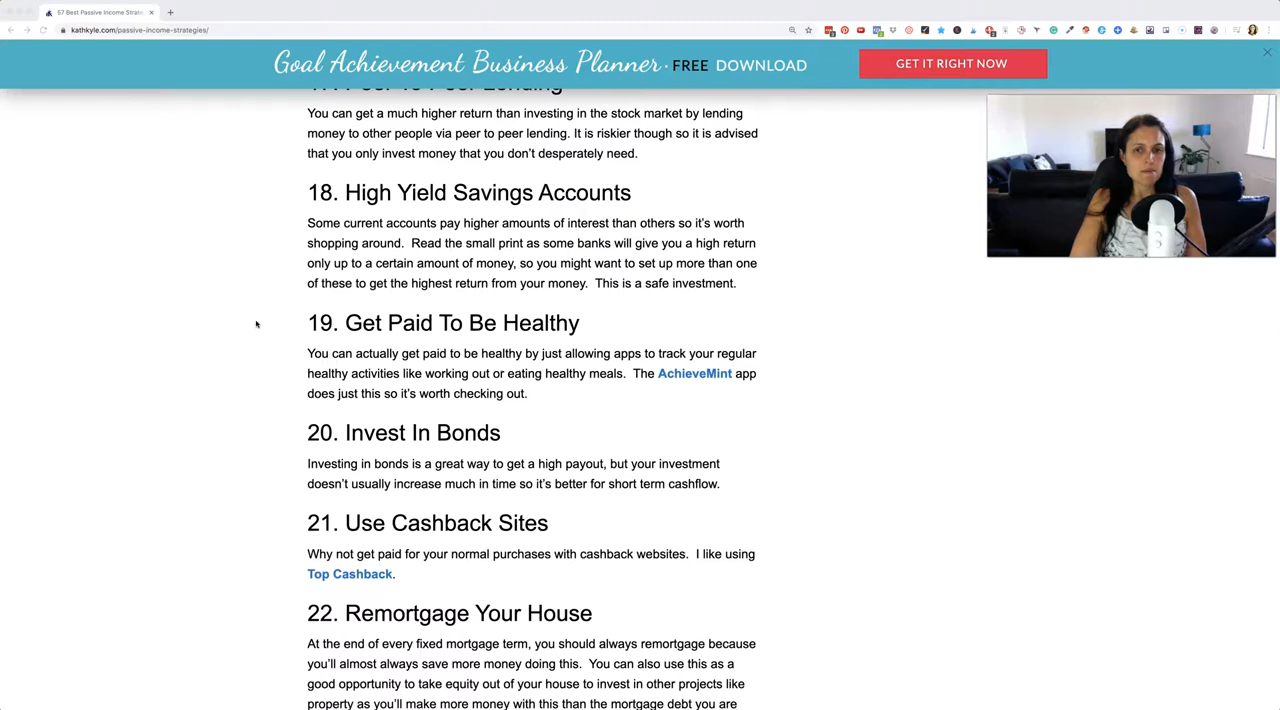 57 Best Passive Income Strate
kathkyle.com/passive-income-strategies/
Goal Achievement Business Planner · FREE DOWNLOAD
GET IT RIGHT NOW
You can get a much higher return than investing in the stock market by lending
money to other people via peer to peer lending. It is riskier though so it is advised
that you only invest money that you don’t desperately need.
18. High Yield Savings Accounts
Some current accounts pay higher amounts of interest than others so it’s worth
shopping around.  Read the small print as some banks will give you a high return
only up to a certain amount of money, so you might want to set up more than one
of these to get the highest return from your money.  This is a safe investment.
19. Get Paid To Be Healthy
You can actually get paid to be healthy by just allowing apps to track your regular
healthy activities like working out or eating healthy meals.  The AchieveMint app
does just this so it’s worth checking out.
20. Invest In Bonds
Investing in bonds is a great way to get a high payout, but your investment
doesn’t usually increase much in time so it’s better for short term cashflow.
21. Use Cashback Sites
Why not get paid for your normal purchases with cashback websites.  I like using
Top Cashback.
22. Remortgage Your House
At the end of every fixed mortgage term, you should always remortgage because
you’ll almost always save more money doing this.  You can also use this as a
good opportunity to take equity out of your house to invest in other projects like
property as you’ll make more money with this than the mortgage debt you are